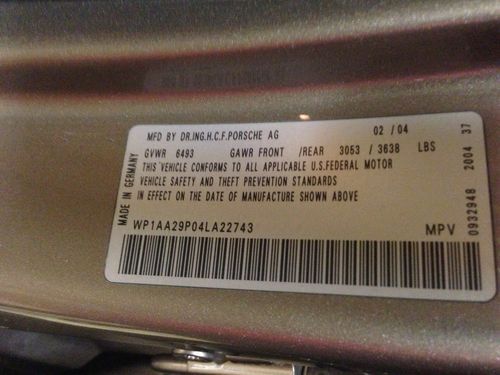 MFD BY DR.ING.H.C.F.PORSCHE AG 02/04
GVWR 6493 GAWR FRONT /REAR 3053/3638 LBS
THIS VEHICLE CONFORMS TO ALL APPLICABLE U.S.FEDERAL MOTOR
VEHICLE SAFETY AND THEFT PREVENTION STANDARDS
IN EFFECT ON THE DATE OF MANUFACTURE SHOWN ABOVE
WP1AA29P04LA22743 MPV
MADE IN GERMANY
0932948 2004 37